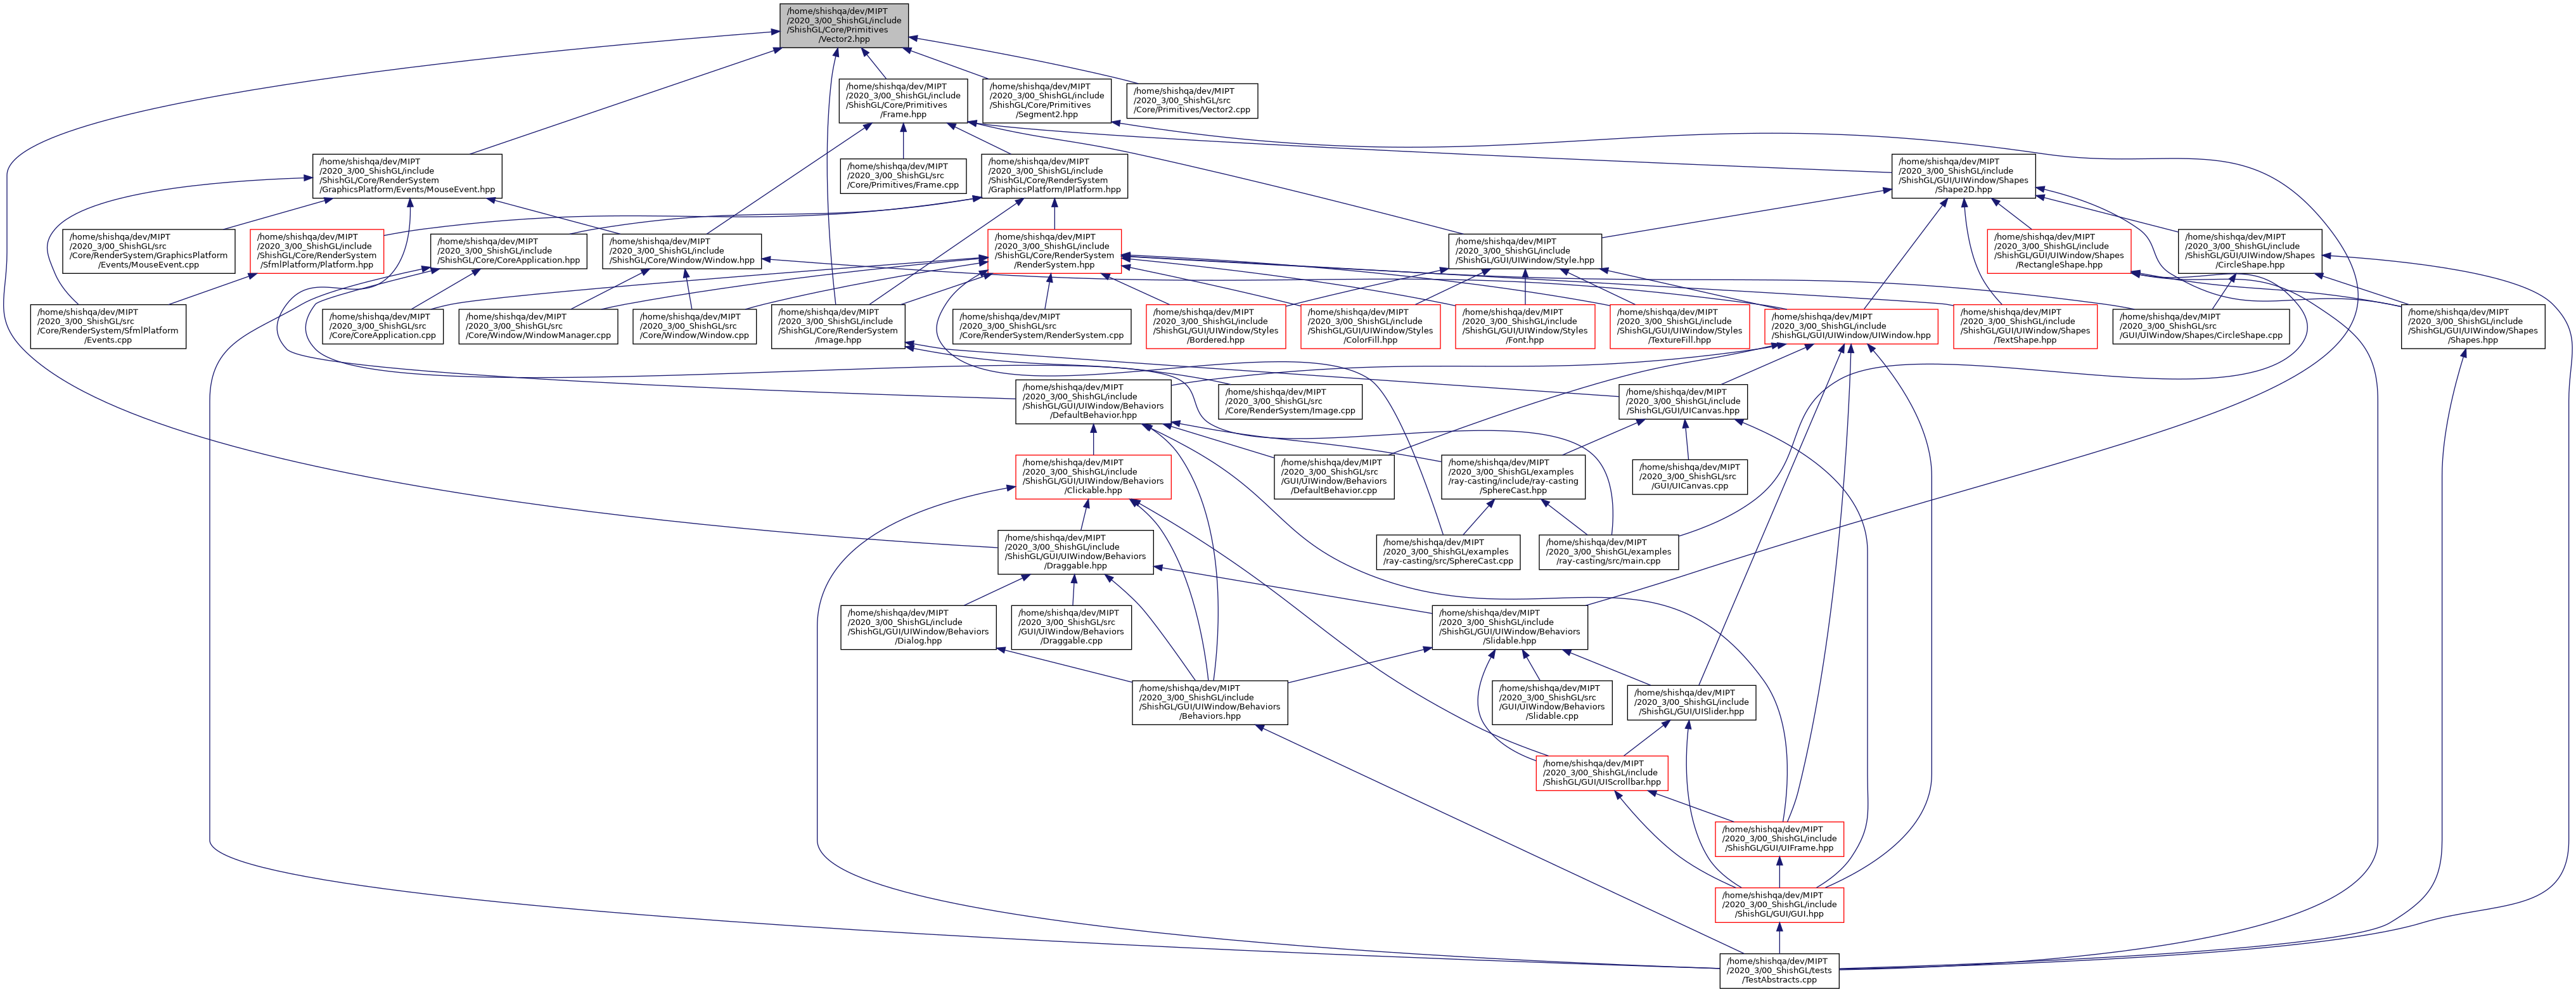 /home/shishqa/dev/MIPT
/2020_3/00_ShishGL/include
/ShishGL/Core/Primitives
/Vector2.hpp
/home/shishqa/dev/MIPT
/2020_3/00_ShishGL/include
/ShishGL/Core/Primitives
/Frame.hpp
/home/shishqa/dev/MIPT
/2020_3/00_ShishGL/include
/ShishGL/Core/Primitives
/Segment2.hpp
/home/shishqa/dev/MIPT
/2020_3/00_ShishGL/src
/Core/Primitives/Vector2.cpp
/home/shishqa/dev/MIPT
/2020_3/00_ShishGL/include
/ShishGL/Core/RenderSystem
/GraphicsPlatform/Events/MouseEvent.hpp
/home/shishqa/dev/MIPT
/2020_3/00_ShishGL/src
/Core/Primitives/Frame.cpp
/home/shishqa/dev/MIPT
/2020_3/00_ShishGL/include
/ShishGL/Core/RenderSystem
/GraphicsPlatform/IPlatform.hpp
/home/shishqa/dev/MIPT
/2020_3/00_ShishGL/include
/ShishGL/GUI/UIWindow/Shapes
/Shape2D.hpp
/home/shishqa/dev/MIPT
/2020_3/00_ShishGL/src
/Core/RenderSystem/GraphicsPlatform
/Events/MouseEvent.cpp
/home/shishqa/dev/MIPT
/2020_3/00_ShishGL/include
/ShishGL/Core/RenderSystem
/SfmlPlatform/Platform.hpp
/home/shishqa/dev/MIPT
/2020_3/00_ShishGL/include
/ShishGL/Core/CoreApplication.hpp
/home/shishqa/dev/MIPT
/2020_3/00_ShishGL/include
/ShishGL/Core/Window/Window.hpp
/home/shishqa/dev/MIPT
/2020_3/00_ShishGL/include
/ShishGL/Core/RenderSystem
/RenderSystem.hpp
/home/shishqa/dev/MIPT
/2020_3/00_ShishGL/include
/ShishGL/GUI/UIWindow/Style.hpp
/home/shishqa/dev/MIPT
/2020_3/00_ShishGL/include
/ShishGL/GUI/UIWindow/Shapes
/RectangleShape.hpp
/home/shishqa/dev/MIPT
/2020_3/00_ShishGL/include
/ShishGL/GUI/UIWindow/Shapes
/CircleShape.hpp
/home/shishqa/dev/MIPT
/2020_3/00_ShishGL/src
/Core/RenderSystem/SfmlPlatform
/Events.cpp
/home/shishqa/dev/MIPT
/2020_3/00_ShishGL/src
/Core/CoreApplication.cpp
/home/shishqa/dev/MIPT
/2020_3/00_ShishGL/src
/Core/Window/WindowManager.cpp
/home/shishqa/dev/MIPT
/2020_3/00_ShishGL/src
/Core/Window/Window.cpp
/home/shishqa/dev/MIPT
/2020_3/00_ShishGL/include
/ShishGL/Core/RenderSystem
/Image.hpp
/home/shishqa/dev/MIPT
/2020_3/00_ShishGL/src
/Core/RenderSystem/RenderSystem.cpp
/home/shishqa/dev/MIPT
/2020_3/00_ShishGL/include
/ShishGL/GUI/UIWindow/Styles
/Bordered.hpp
/home/shishqa/dev/MIPT
/2020_3/00_ShishGL/include
/ShishGL/GUI/UIWindow/Styles
/ColorFill.hpp
/home/shishqa/dev/MIPT
/2020_3/00_ShishGL/include
/ShishGL/GUI/UIWindow/Styles
/Font.hpp
/home/shishqa/dev/MIPT
/2020_3/00_ShishGL/include
/ShishGL/GUI/UIWindow/Styles
/TextureFill.hpp
/home/shishqa/dev/MIPT
/2020_3/00_ShishGL/include
/ShishGL/GUI/UIWindow/UIWindow.hpp
/home/shishqa/dev/MIPT
/2020_3/00_ShishGL/include
/ShishGL/GUI/UIWindow/Shapes
/TextShape.hpp
/home/shishqa/dev/MIPT
/2020_3/00_ShishGL/src
/GUI/UIWindow/Shapes/CircleShape.cpp
/home/shishqa/dev/MIPT
/2020_3/00_ShishGL/include
/ShishGL/GUI/UIWindow/Shapes
/Shapes.hpp
/home/shishqa/dev/MIPT
/2020_3/00_ShishGL/include
/ShishGL/GUI/UIWindow/Behaviors
/DefaultBehavior.hpp
/home/shishqa/dev/MIPT
/2020_3/00_ShishGL/src
/Core/RenderSystem/Image.cpp
/home/shishqa/dev/MIPT
/2020_3/00_ShishGL/include
/ShishGL/GUI/UICanvas.hpp
/home/shishqa/dev/MIPT
/2020_3/00_ShishGL/include
/ShishGL/GUI/UIWindow/Behaviors
/Clickable.hpp
/home/shishqa/dev/MIPT
/2020_3/00_ShishGL/src
/GUI/UIWindow/Behaviors
/DefaultBehavior.cpp
/home/shishqa/dev/MIPT
/2020_3/00_ShishGL/examples
/ray-casting/include/ray-casting
/SphereCast.hpp
/home/shishqa/dev/MIPT
/2020_3/00_ShishGL/src
/GUI/UICanvas.cpp
/home/shishqa/dev/MIPT
/2020_3/00_ShishGL/include
/ShishGL/GUI/UIWindow/Behaviors
/Draggable.hpp
/home/shishqa/dev/MIPT
/2020_3/00_ShishGL/examples
/ray-casting/src/SphereCast.cpp
/home/shishqa/dev/MIPT
/2020_3/00_ShishGL/examples
/ray-casting/src/main.cpp
/home/shishqa/dev/MIPT
/2020_3/00_ShishGL/include
/ShishGL/GUI/UIWindow/Behaviors
/Dialog.hpp
/home/shishqa/dev/MIPT
/2020_3/00_ShishGL/src
/GUI/UIWindow/Behaviors
/Draggable.cpp
/home/shishqa/dev/MIPT
/2020_3/00_ShishGL/include
/ShishGL/GUI/UIWindow/Behaviors
/Slidable.hpp
/home/shishqa/dev/MIPT
/2020_3/00_ShishGL/include
/ShishGL/GUI/UIWindow/Behaviors
/Behaviors.hpp
/home/shishqa/dev/MIPT
/2020_3/00_ShishGL/src
/GUI/UIWindow/Behaviors
/Slidable.cpp
/home/shishqa/dev/MIPT
/2020_3/00_ShishGL/include
/ShishGL/GUI/UISlider.hpp
/home/shishqa/dev/MIPT
/2020_3/00_ShishGL/include
/ShishGL/GUI/UIScrollbar.hpp
/home/shishqa/dev/MIPT
/2020_3/00_ShishGL/include
/ShishGL/GUI/UIFrame.hpp
/home/shishqa/dev/MIPT
/2020_3/00_ShishGL/include
/ShishGL/GUI/GUI.hpp
/home/shishqa/dev/MIPT
/2020_3/00_ShishGL/tests
/TestAbstracts.cpp